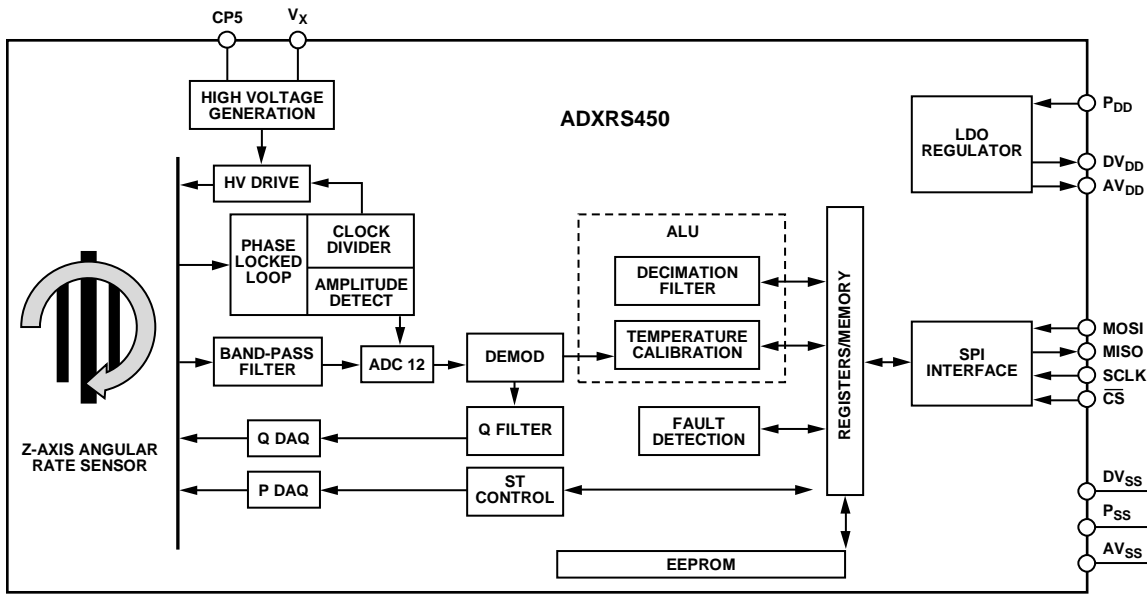 CP5
VX
HIGH VOLTAGE
GENERATION
ADXRS450
LDO
REGULATOR
PDD
DVDD
AVDD
HV DRIVE
PHASE
LOCKED
LOOP
CLOCK
DIVIDER
AMPLITUDE
DETECT
ALU
DECIMATION
FILTER
TEMPERATURE
CALIBRATION
BAND-PASS
FILTER
ADC 12
DEMOD
REGISTERS/MEMORY
SPI
INTERFACE
MOSI
MISO
SCLK
CS
Q FILTER
FAULT
DETECTION
Q DAQ
Z-AXIS ANGULAR
RATE SENSOR
P DAQ
ST
CONTROL
DVSS
PSS
AVSS
EEPROM